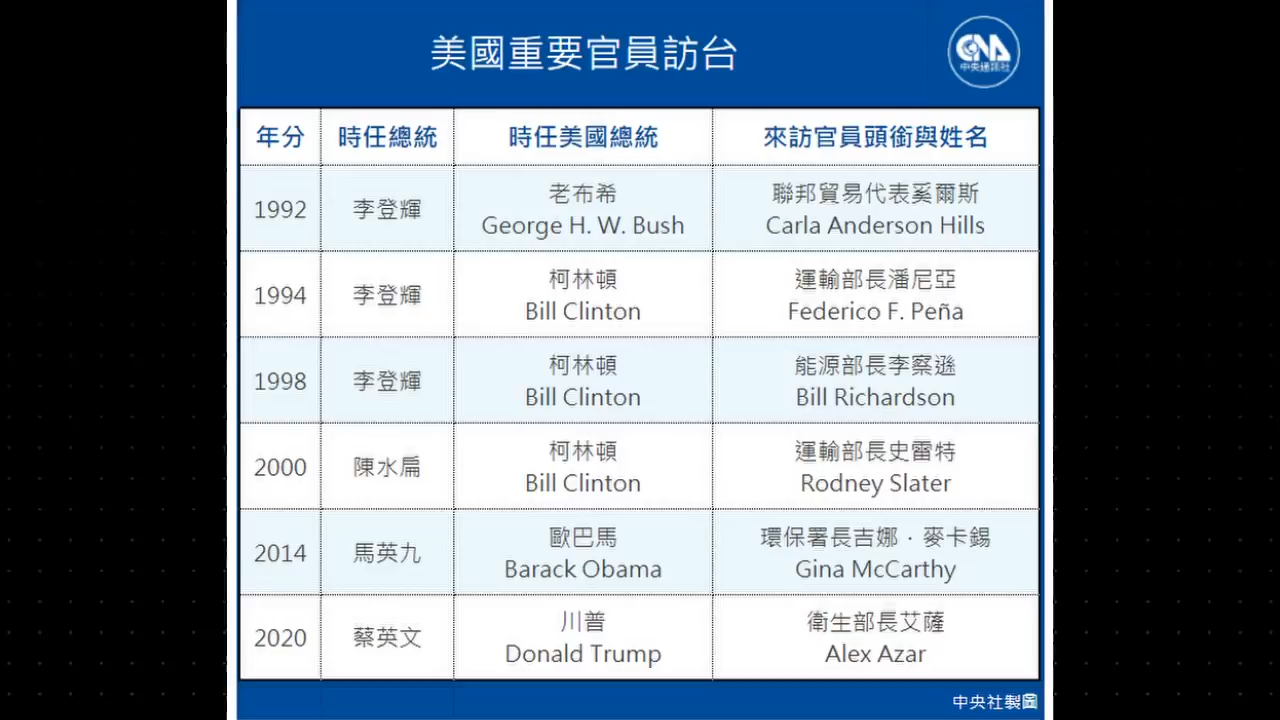 美國重要官員訪台
CNA
中央通訊社
年分 時任總統 時任美國總統 來訪官員頭銜與姓名
1992 李登輝 老布希 聯邦貿易代表奚爾斯
George H. W. Bush Carla Anderson Hills
1994 李登輝 柯林頓 運輸部長潘尼亞
Bill Clinton Federico F. Peña
1998 李登輝 柯林頓 能源部長李察遜
Bill Clinton Bill Richardson
2000 陳水扁 柯林頓 運輸部長史雷特
Bill Clinton Rodney Slater
2014 馬英九 歐巴馬 環保署長吉娜．麥卡錫
Barack Obama Gina McCarthy
2020 蔡英文 川普 衛生部長艾薩
Donald Trump Alex Azar
中央社製圖